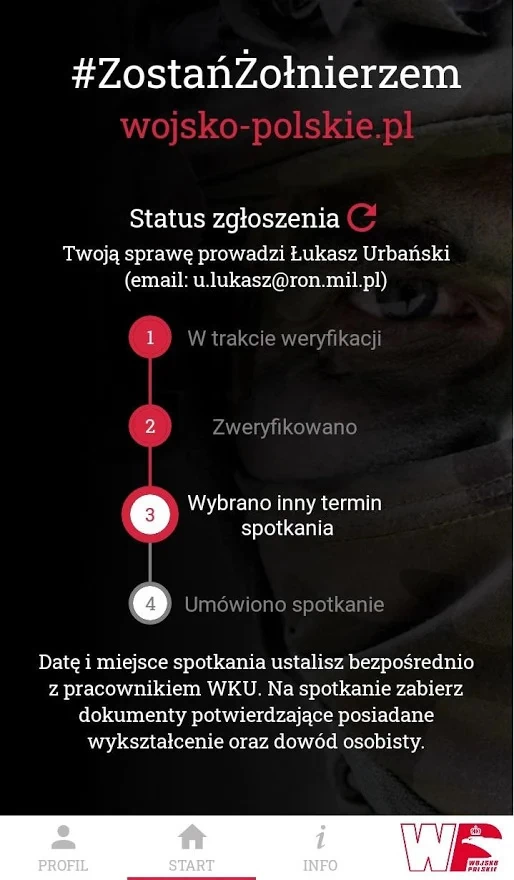 #ZostańŻołnierzem
wojsko-polskie.pl
Status zgłoszenia
Twoją sprawę prowadzi Łukasz Urbański
(email: u.lukasz@ron.mil.pl)
1 W trakcie weryfikacji
2 Zweryfikowano
3 Wybrano inny termin
spotkania
4 Umówiono spotkanie
Datę i miejsce spotkania ustalisz bezpośrednio
z pracownikiem WKU. Na spotkanie zabierz
dokumenty potwierdzające posiadane
wykształcenie oraz dowód osobisty.
PROFIL START i INFO
WP WOJSKO
POLSKIE